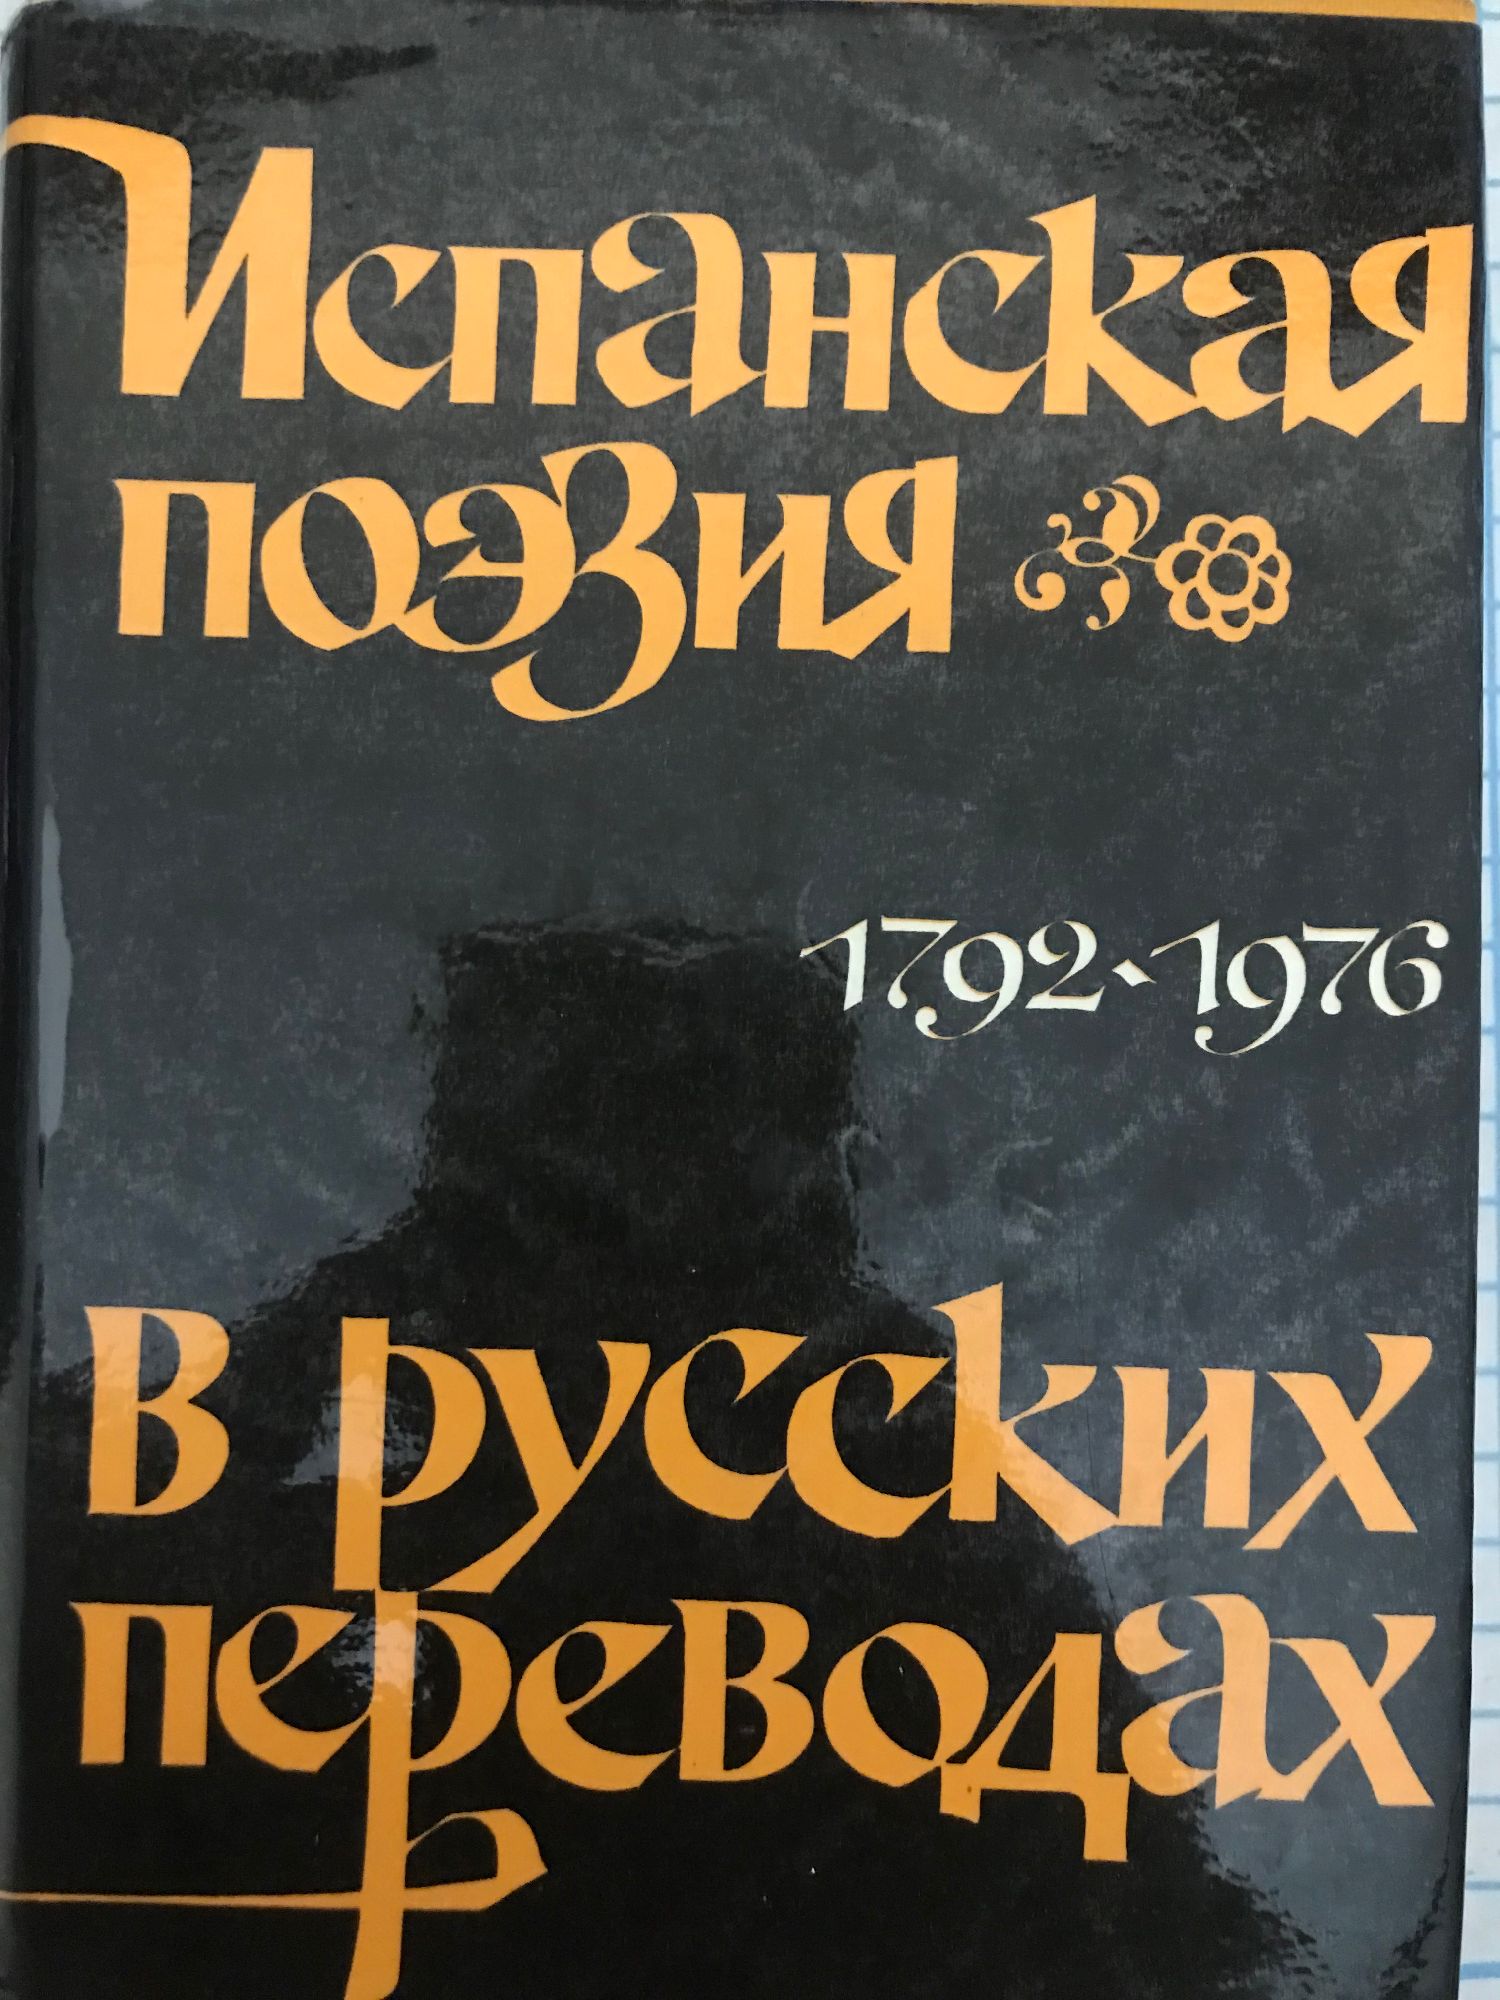 Испанская
поэзия
1792-1976
в русских
переводах